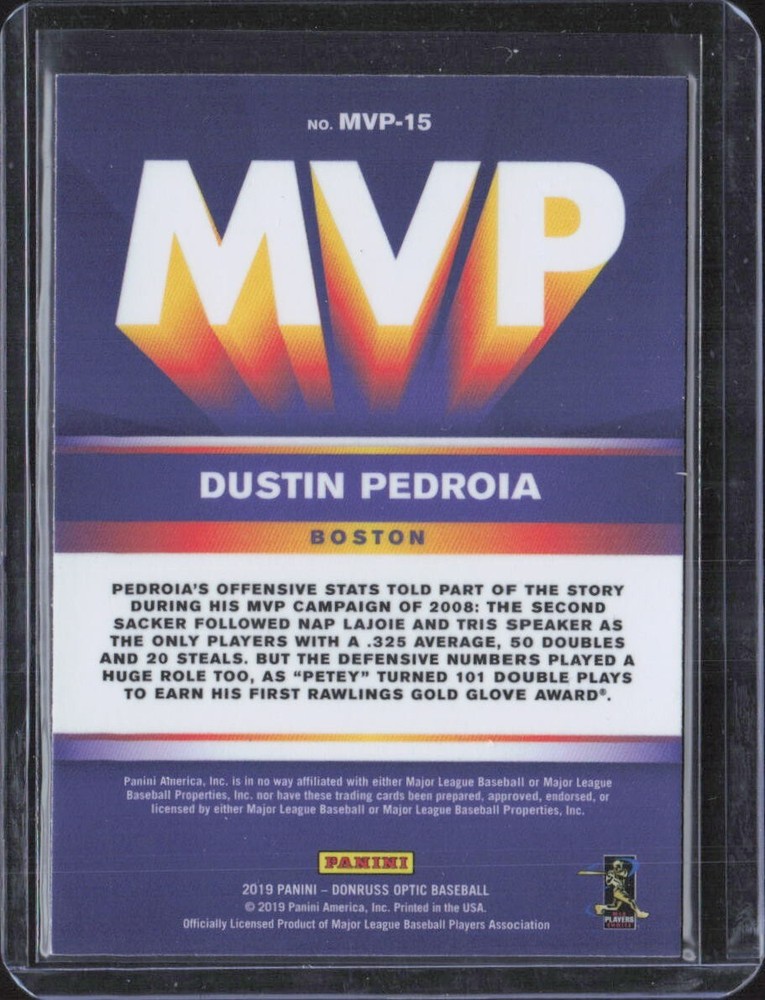 NO. MVP-15
MVP
DUSTIN PEDROIA
BOSTON
PEDROIA'S OFFENSIVE STATS TOLD PART OF THE STORY
DURING HIS MVP CAMPAIGN OF 2008: THE SECOND
SACKER FOLLOWED NAP LAJOIE AND TRIS SPEAKER AS
THE ONLY PLAYERS WITH A .325 AVERAGE, 50 DOUBLES
AND 20 STEALS. BUT THE DEFENSIVE NUMBERS PLAYED A
HUGE ROLE TOO, AS “PETEY” TURNED 101 DOUBLE PLAYS
TO EARN HIS FIRST RAWLINGS GOLD GLOVE AWARD®.
Panini America, Inc. is in no way affiliated with either Major League Baseball or Major League
Baseball Properties, Inc. nor have these trading cards been prepared, approved, endorsed, or
licensed by either Major League Baseball or Major League Baseball Properties, Inc.
PANINI
2019 PANINI – DONRUSS OPTIC BASEBALL
© 2019 Panini America, Inc. Printed in the USA.
Officially Licensed Product of Major League Baseball Players Association
PLAYERS
CHOICE